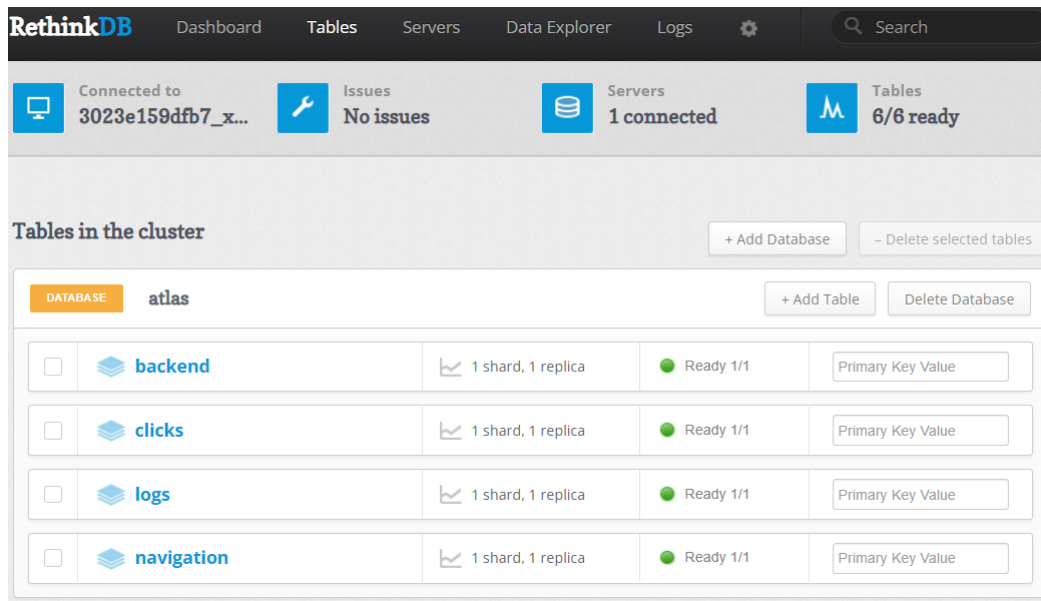 RethinkDB Dashboard Tables Servers Data Explorer Logs Search
Connected to Issues Servers Tables
3023e159dfb7_x... No issues 1 connected 6/6 ready
Tables in the cluster + Add Database – Delete selected tables
DATABASE atlas + Add Table Delete Database
backend 1 shard, 1 replica Ready 1/1 Primary Key Value
clicks 1 shard, 1 replica Ready 1/1 Primary Key Value
logs 1 shard, 1 replica Ready 1/1 Primary Key Value
navigation 1 shard, 1 replica Ready 1/1 Primary Key Value